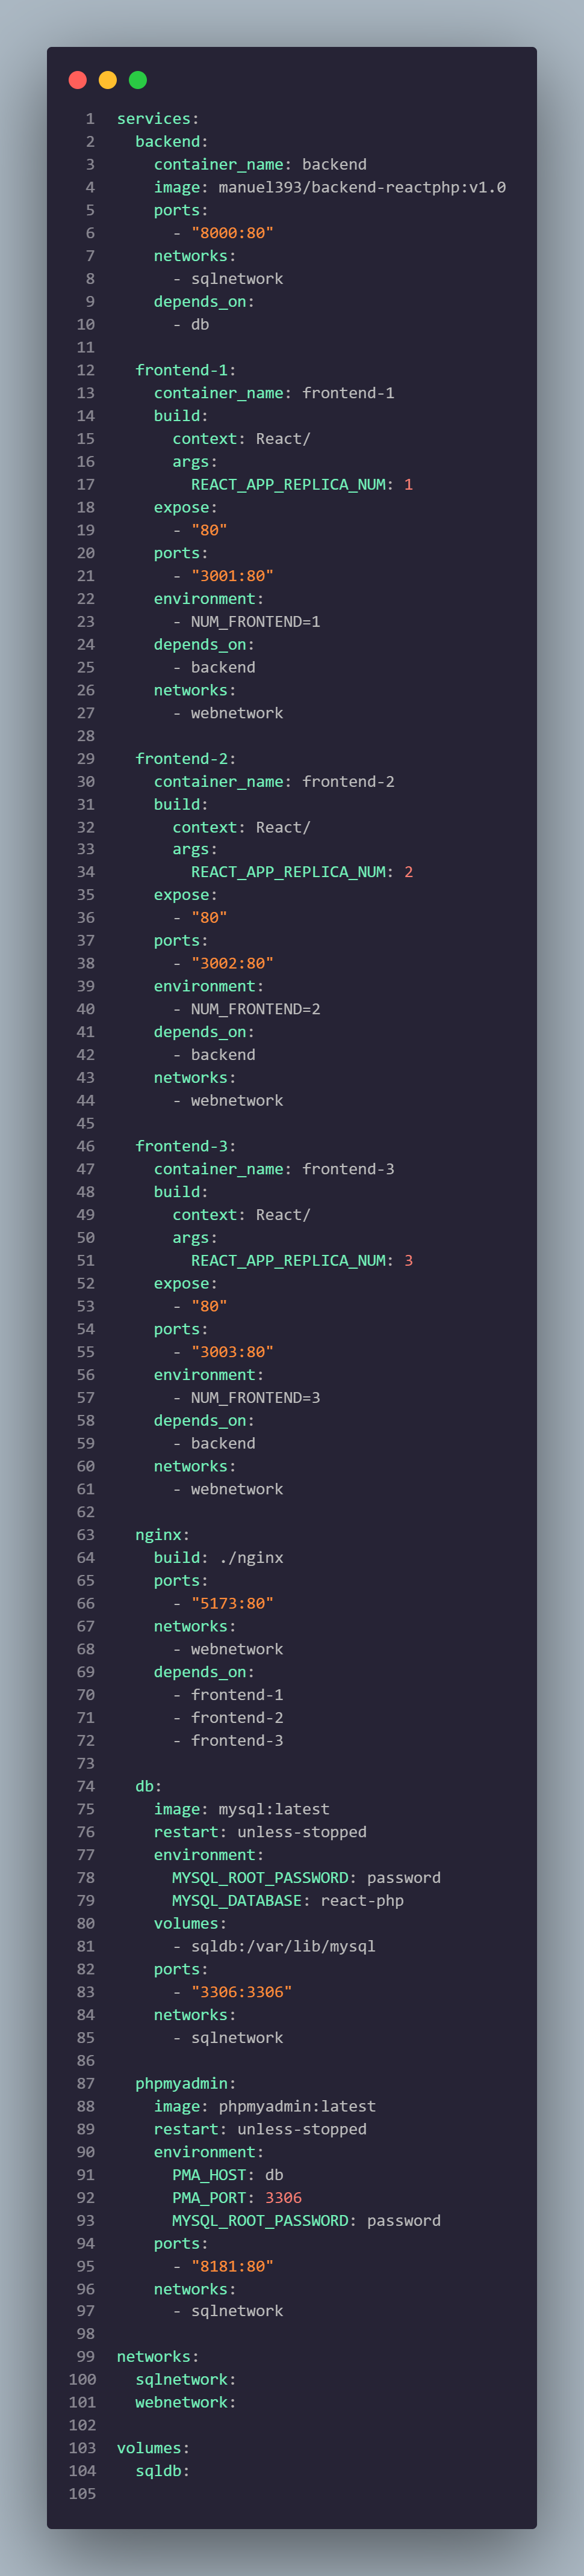 1 services:
2   backend:
3     container_name: backend
4     image: manuel393/backend-reactphp:v1.0
5     ports:
6       - "8000:80"
7     networks:
8       - sqlnetwork
9     depends_on:
10       - db
11
12   frontend-1:
13     container_name: frontend-1
14     build:
15       context: React/
16       args:
17         REACT_APP_REPLICA_NUM: 1
18     expose:
19       - "80"
20     ports:
21       - "3001:80"
22     environment:
23       - NUM_FRONTEND=1
24     depends_on:
25       - backend
26     networks:
27       - webnetwork
28
29   frontend-2:
30     container_name: frontend-2
31     build:
32       context: React/
33       args:
34         REACT_APP_REPLICA_NUM: 2
35     expose:
36       - "80"
37     ports:
38       - "3002:80"
39     environment:
40       - NUM_FRONTEND=2
41     depends_on:
42       - backend
43     networks:
44       - webnetwork
45
46   frontend-3:
47     container_name: frontend-3
48     build:
49       context: React/
50       args:
51         REACT_APP_REPLICA_NUM: 3
52     expose:
53       - "80"
54     ports:
55       - "3003:80"
56     environment:
57       - NUM_FRONTEND=3
58     depends_on:
59       - backend
60     networks:
61       - webnetwork
62
63   nginx:
64     build: ./nginx
65     ports:
66       - "5173:80"
67     networks:
68       - webnetwork
69     depends_on:
70       - frontend-1
71       - frontend-2
72       - frontend-3
73
74   db:
75     image: mysql:latest
76     restart: unless-stopped
77     environment:
78       MYSQL_ROOT_PASSWORD: password
79       MYSQL_DATABASE: react-php
80     volumes:
81       - sqldb:/var/lib/mysql
82     ports:
83       - "3306:3306"
84     networks:
85       - sqlnetwork
86
87   phpmyadmin:
88     image: phpmyadmin:latest
89     restart: unless-stopped
90     environment:
91       PMA_HOST: db
92       PMA_PORT: 3306
93       MYSQL_ROOT_PASSWORD: password
94     ports:
95       - "8181:80"
96     networks:
97       - sqlnetwork
98
99 networks:
100   sqlnetwork:
101   webnetwork:
102
103 volumes:
104   sqldb:
105